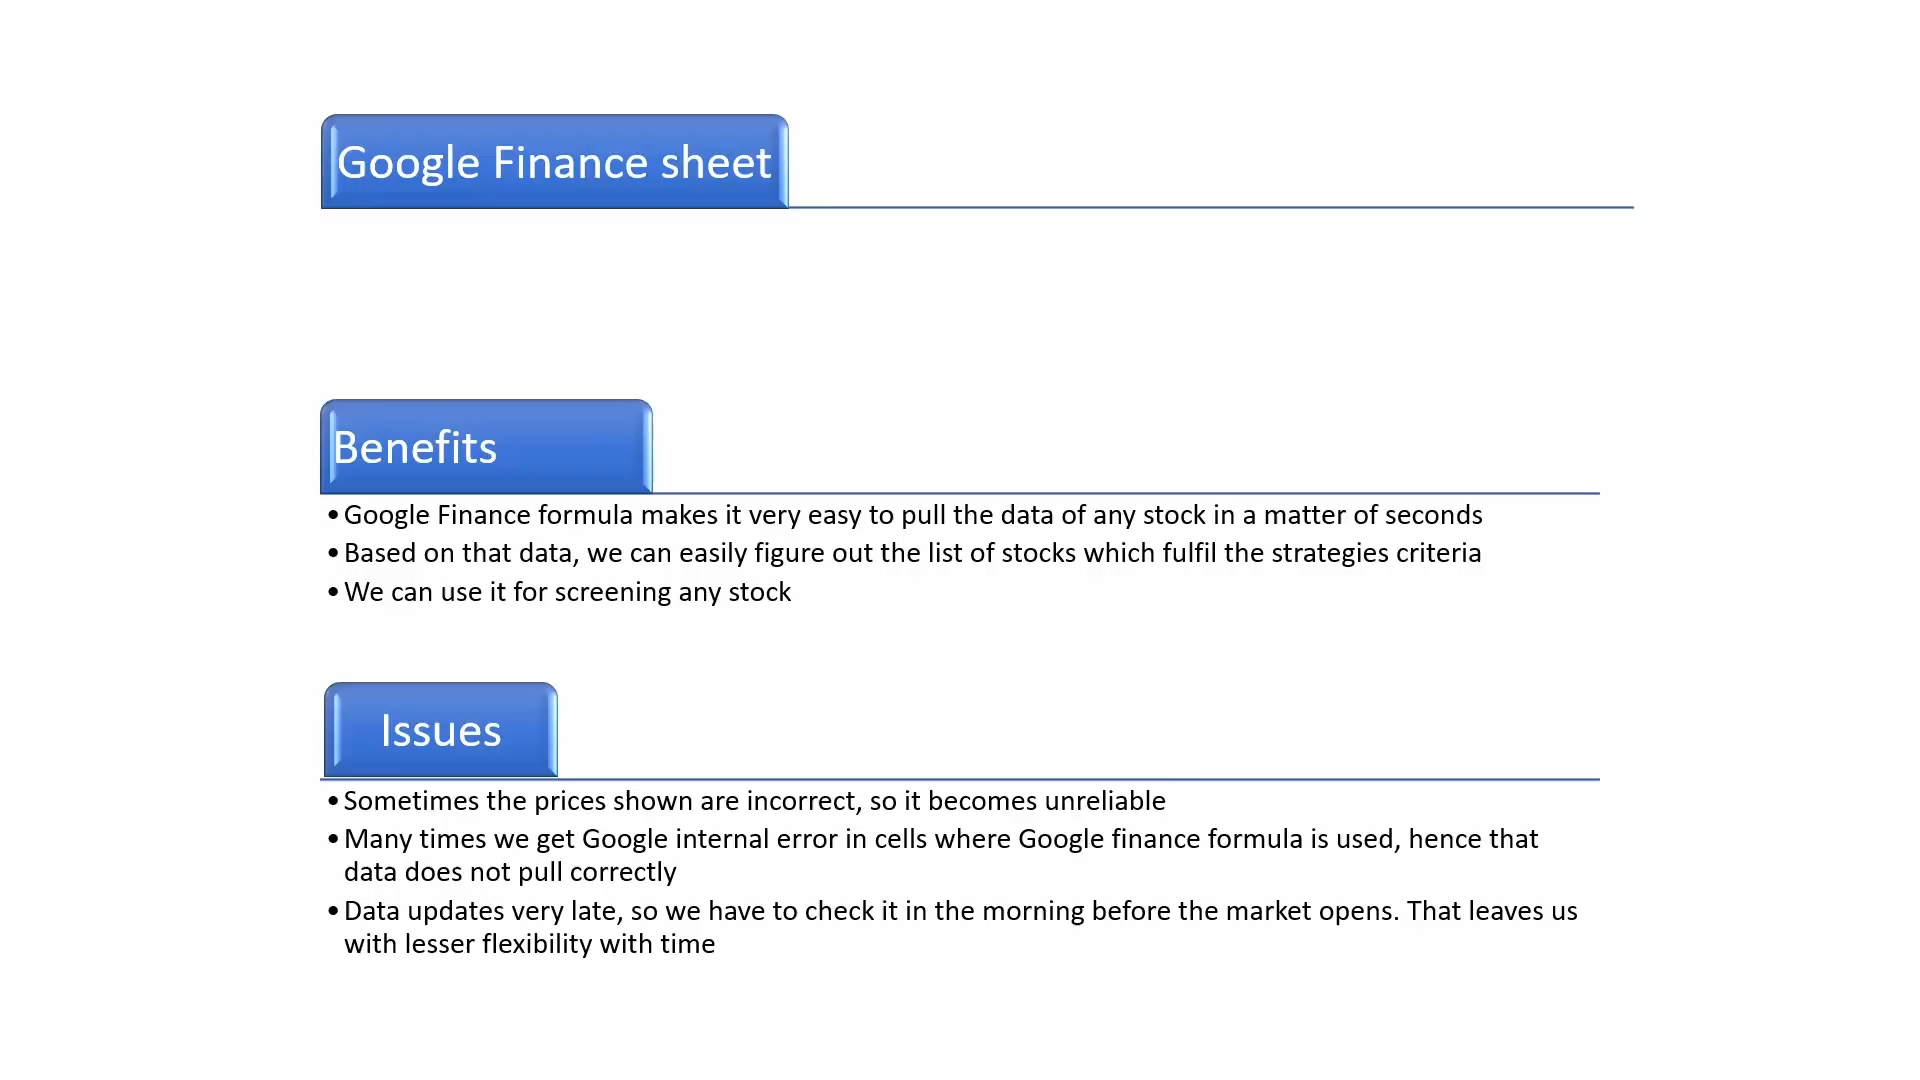 Google Finance sheet
Benefits
•Google Finance formula makes it very easy to pull the data of any stock in a matter of seconds
•Based on that data, we can easily figure out the list of stocks which fulfil the strategies criteria
•We can use it for screening any stock
Issues
•Sometimes the prices shown are incorrect, so it becomes unreliable
•Many times we get Google internal error in cells where Google finance formula is used, hence that
data does not pull correctly
•Data updates very late, so we have to check it in the morning before the market opens. That leaves us
with lesser flexibility with time